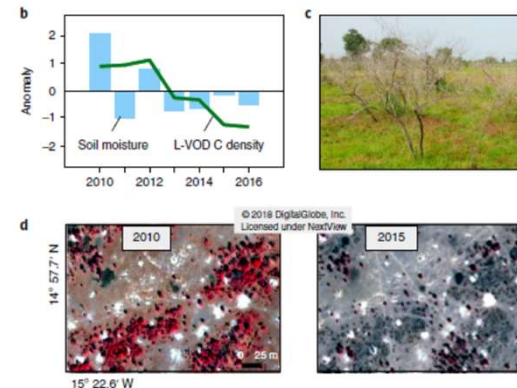 b
c
2
1
0
−1
−2
Anomaly
Soil moisture
L-VOD C density
2010
2012
2014
2016
© 2018 DigitalGlobe, Inc.
Licensed under NextView
d
2010
2015
14° 57.7' N
0 25 m
15° 22.6' W